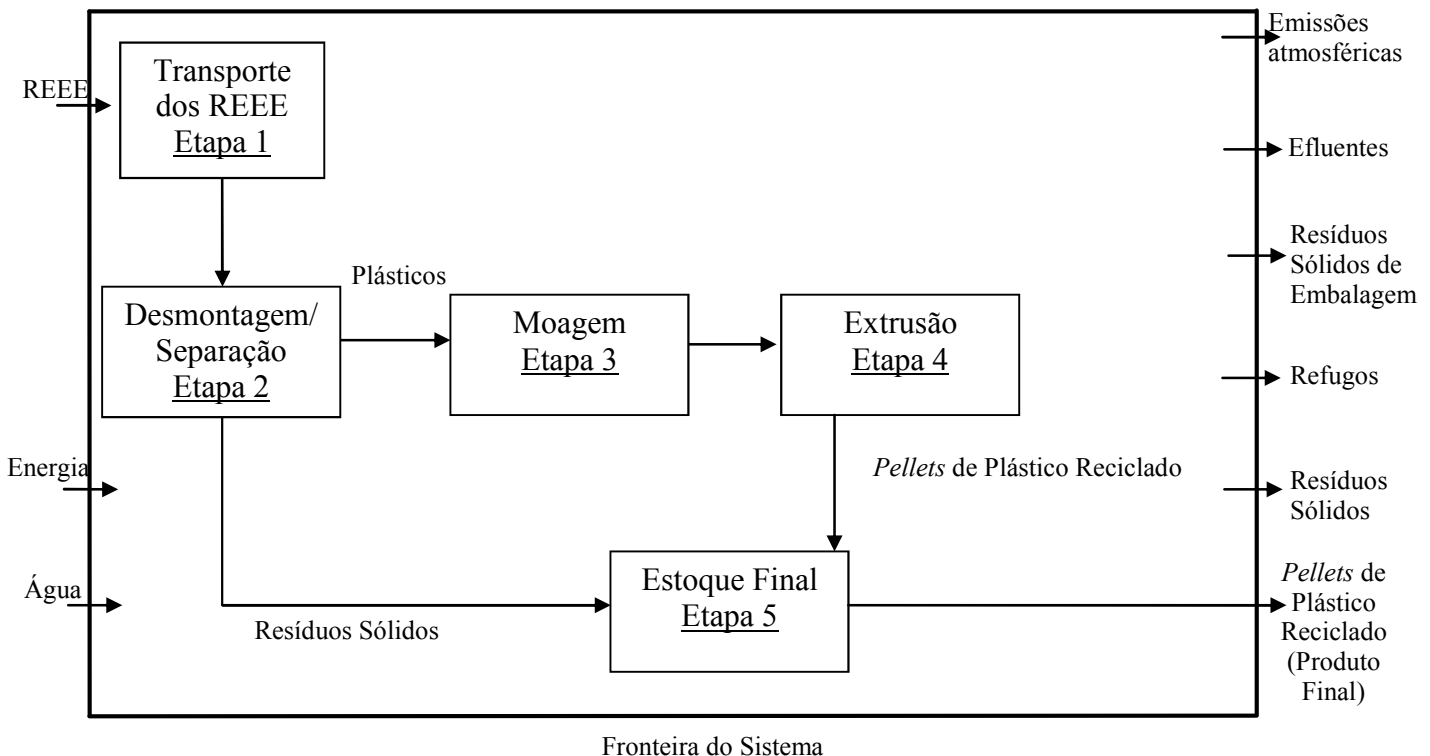 REEE
Energia
Água
Transporte
dos REEE
Etapa 1
Desmontagem/
Separação
Etapa 2
Plásticos
Moagem
Etapa 3
Extrusão
Etapa 4
Pellets de Plástico Reciclado
Resíduos Sólidos
Estoque Final
Etapa 5
Emissões
atmosféricas
Efluentes
Resíduos
Sólidos de
Embalagem
Refugos
Resíduos
Sólidos
Pellets de
Plástico
Reciclado
(Produto
Final)
Fronteira do Sistema